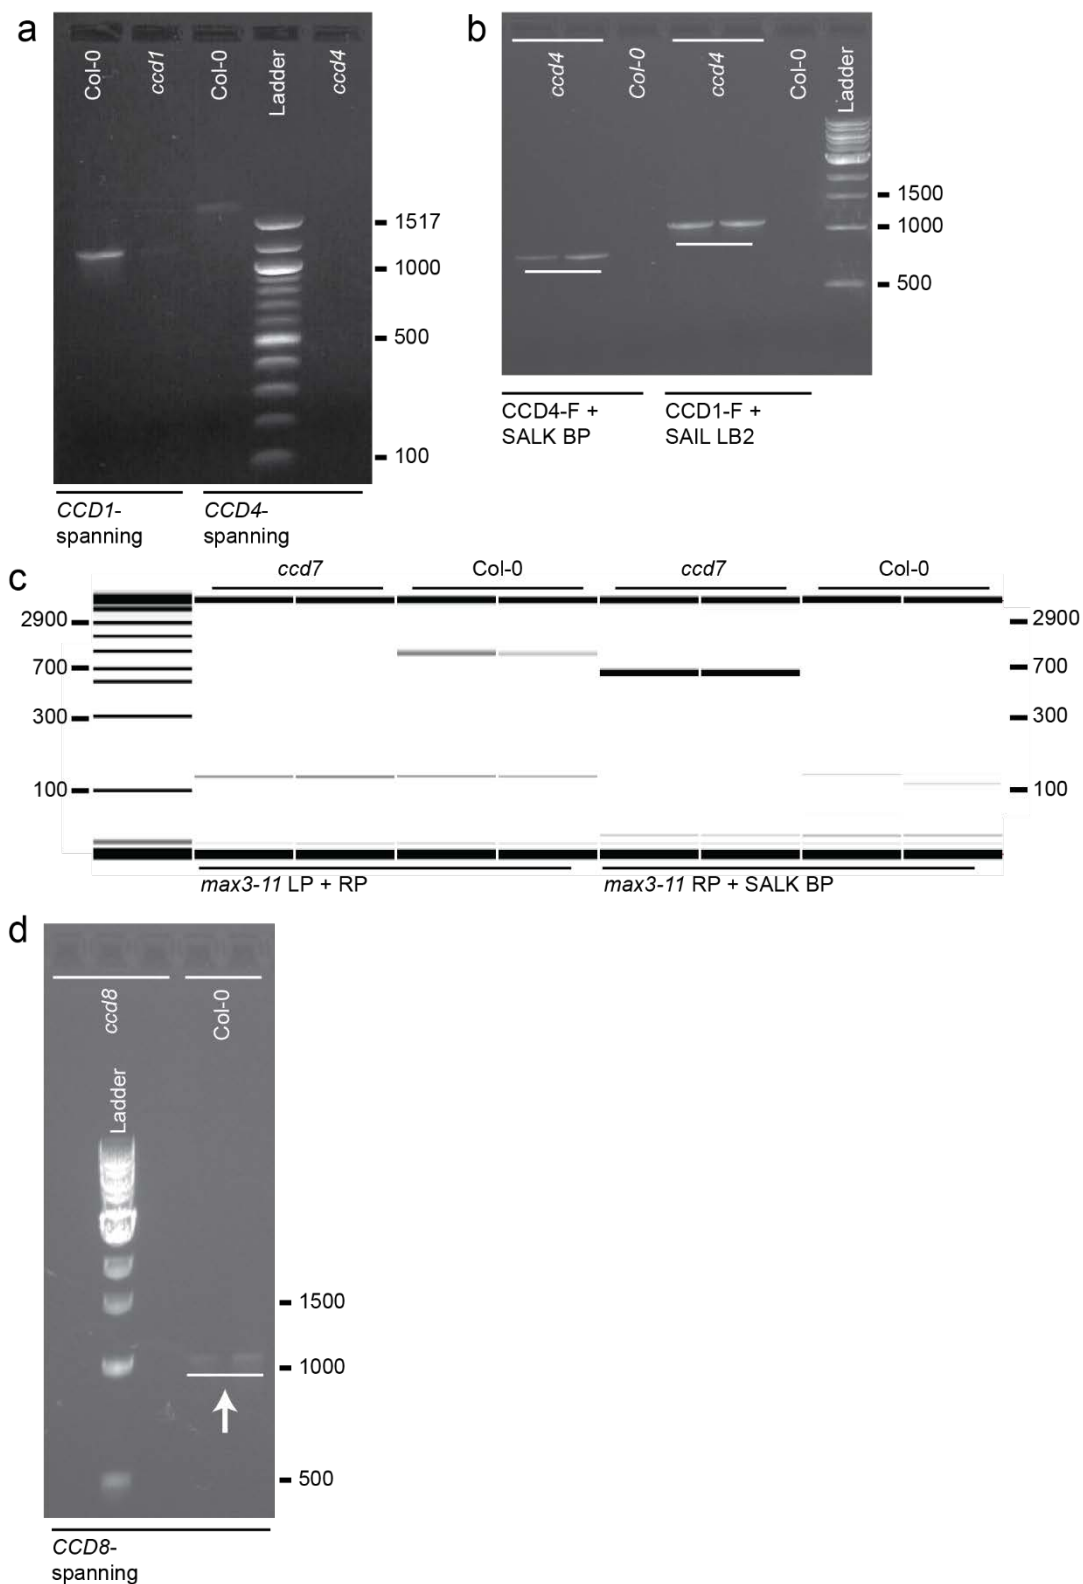 a
Col-0
ccd1
Col-0
Ladder
ccd4
1517
1000
500
100
CCD1-
spanning
CCD4-
spanning
b
ccd4
Col-0
ccd4
Col-0
Ladder
1500
1000
500
CCD4-F +
SALK BP
CCD1-F +
SAIL LB2
c
ccd7
Col-0
ccd7
Col-0
2900
700
300
100
2900
700
300
100
max3-11 LP + RP
max3-11 RP + SALK BP
d
ccd8
Col-0
Ladder
1500
1000
500
CCD8-
spanning